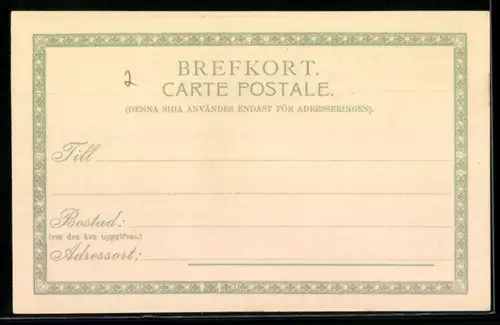 2
BREFKORT.
CARTE POSTALE.
(DENNA SIDA ANVÄNDES ENDAST FÖR ADRESSERINGEN).
Till
Bostad:
(om den kan uppgifvas.)
Adressort: